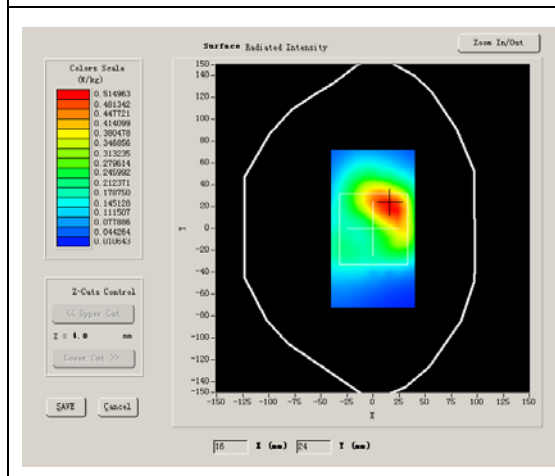 Surface Radiated Intensity
Zoom In/Out
Colors Scale
(W/kg)
0.514963
0.481342
0.447721
0.414099
0.380478
0.346856
0.313235
0.279614
0.245992
0.212371
0.178750
0.145128
0.111507
0.077886
0.044264
0.010643
150
140
120
100
80
60
40
20
0
-20
-40
-60
-80
-100
-120
-140
-150
Y
-150 -125 -100 -75 -50 -25 0 25 50 75 100 125 150
X
Z-Cuts Control
<< Upper Cut
Z = 4.0 mm
Lower Cut >>
SAVE
Cancel
16 X (mm) 24 Y (mm)